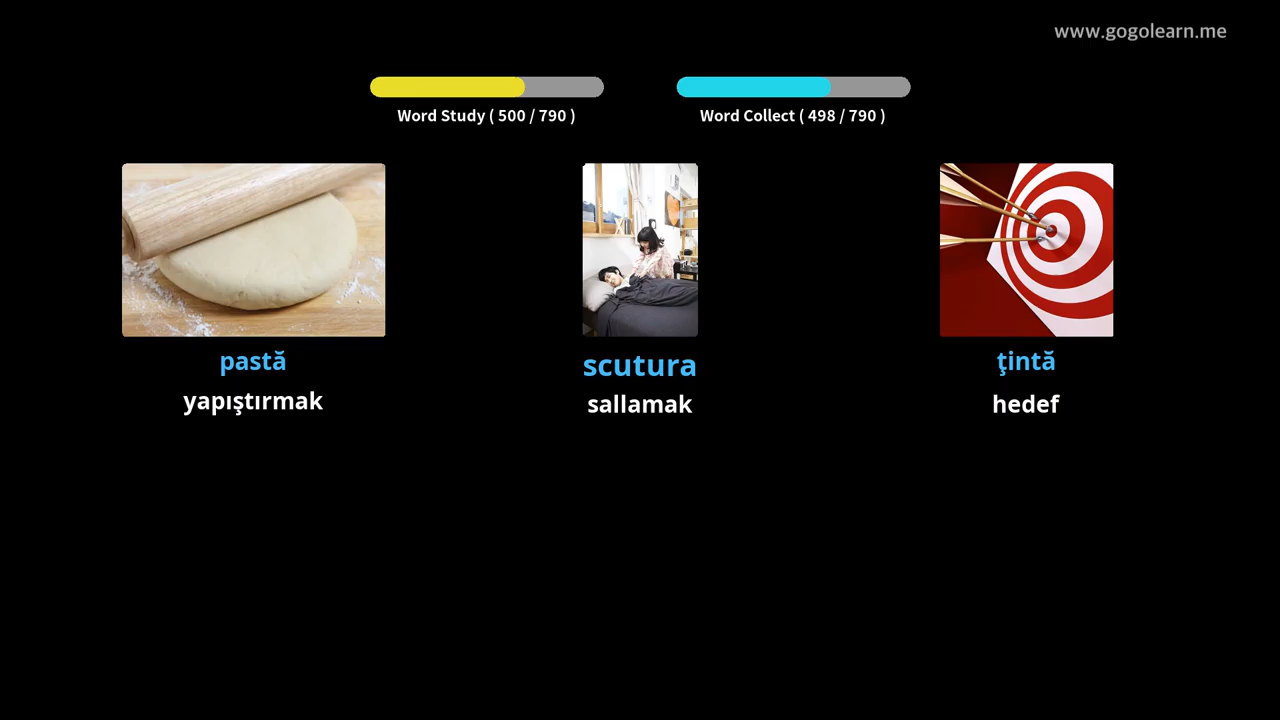 www.gogolearn.me
Word Study ( 500 / 790 )
Word Collect ( 498 / 790 )
pastă
scutura
ţintă
yapıştırmak
sallamak
hedef